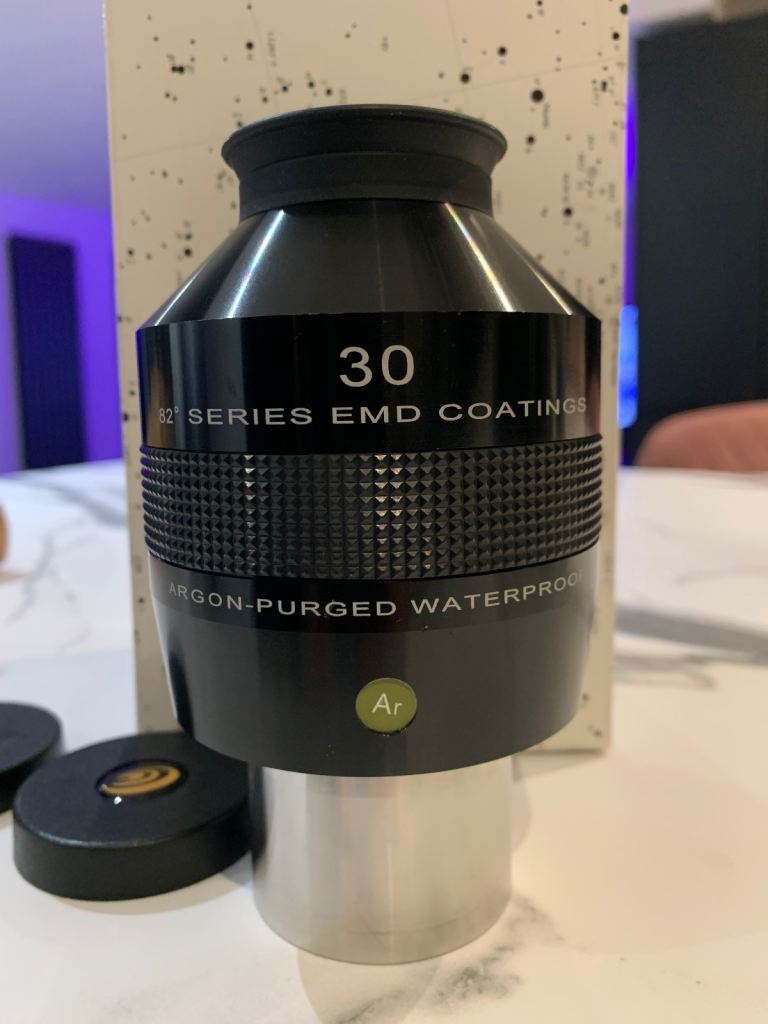 30
82° SERIES EMD COATINGS
ARGON-PURGED WATERPROOF
Ar